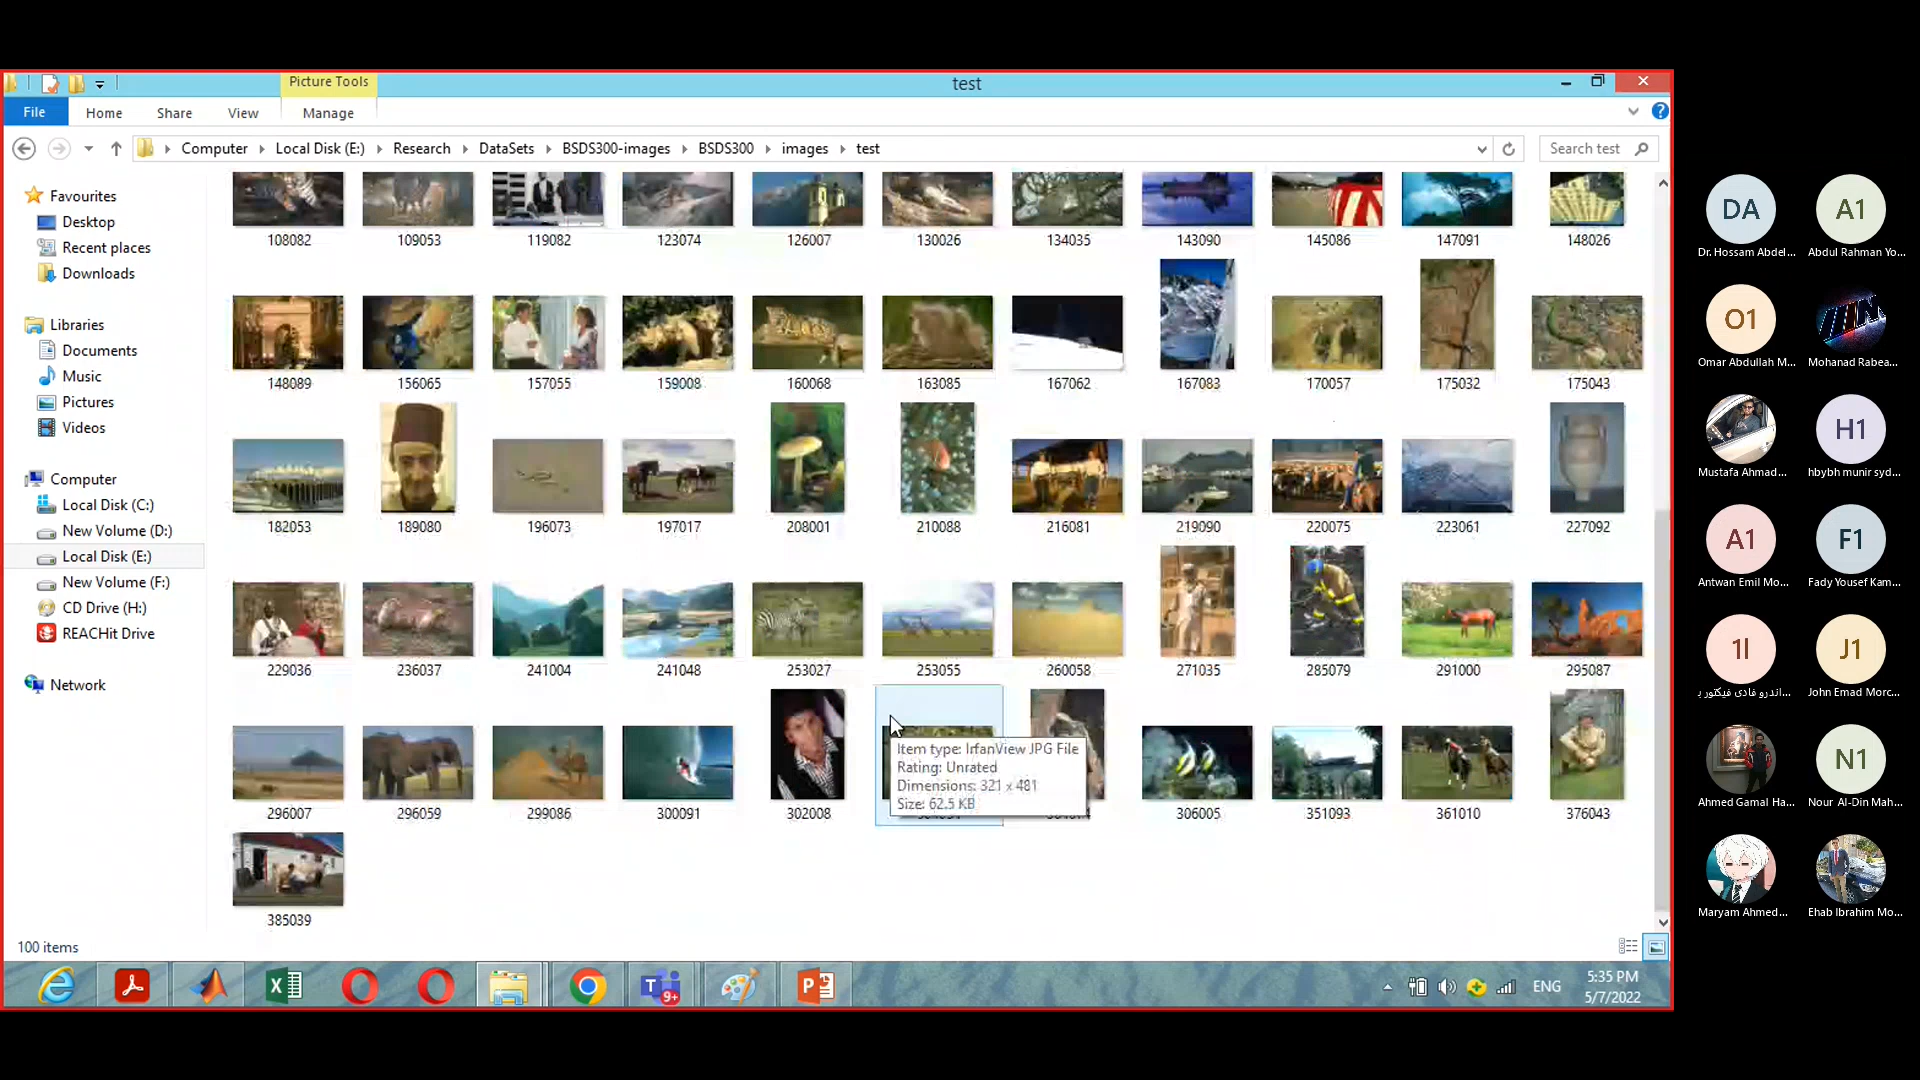 Picture Tools
test
File Home Share View Manage
Computer Local Disk (E:) Research DataSets BSDS300-images BSDS300 images test
Search test
Favourites
Desktop
Recent places
Downloads
Libraries
Documents
Music
Pictures
Videos
Computer
Local Disk (C:)
New Volume (D:)
Local Disk (E:)
New Volume (F:)
CD Drive (H:)
REACHit Drive
Network
108082 109053 119082 123074 126007 130026 134035 143090 145086 147091 148026
148089 156065 157055 159008 160068 163085 167062 167083 170057 175032 175043
182053 189080 196073 197017 208001 210088 216081 219090 220075 223061 227092
229036 236037 241004 241048 253027 253055 260058 271035 285079 291000 295087
296007 296059 299086 300091 302008 306005 351093 361010 376043
Item type: IrfanView JPG File
Rating: Unrated
Dimensions: 321 x 481
Size: 62.5 KB
385039
100 items
9+
ENG
5:35 PM
5/7/2022
DA A1
Dr. Hossam Abdel... Abdul Rahman Yo...
O1
Omar Abdullah M... Mohanad Rabea...
H1
Mustafa Ahmad... hbybh munir syd...
A1 F1
Antwan Emil Mo... Fady Yousef Kam...
1ا J1
اندرو فادى فيكتور ي... John Emad Morc...
N1
Ahmed Gamal Ha... Nour Al-Din Mah...
Maryam Ahmed... Ehab Ibrahim Mo...